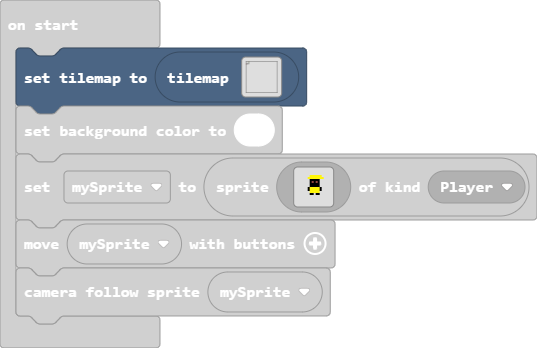 on start
set tilemap to tilemap
set background color to
set mySprite to sprite of kind Player
move mySprite with buttons
camera follow sprite mySprite